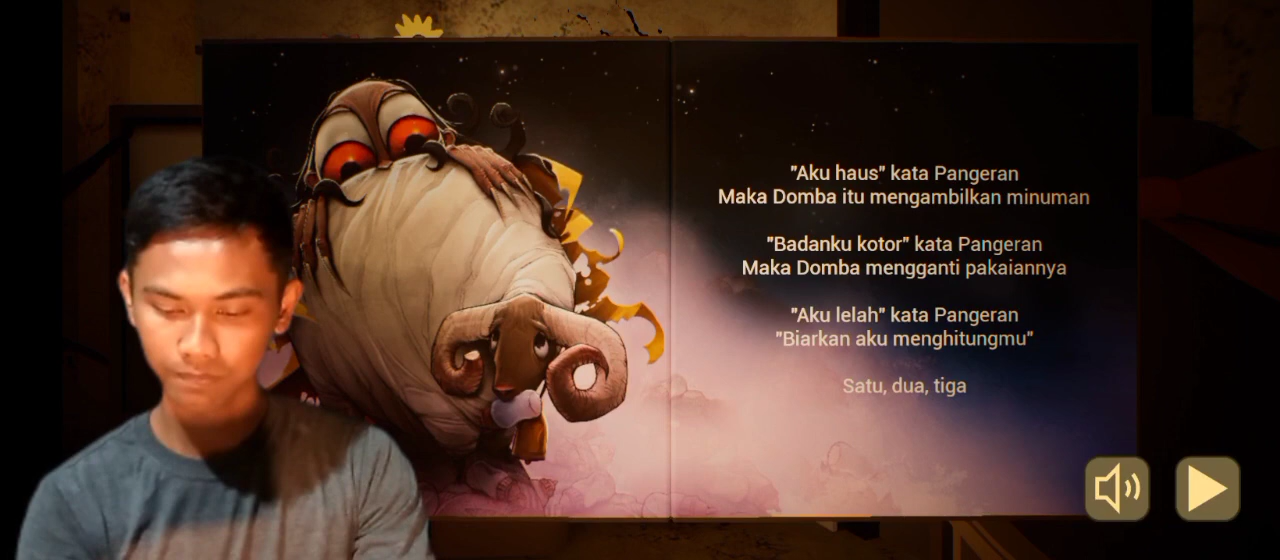 "Aku haus" kata Pangeran
Maka Domba itu mengambilkan minuman
"Badanku kotor" kata Pangeran
Maka Domba mengganti pakaiannya
"Aku lelah" kata Pangeran
"Biarkan aku menghitungmu"
Satu, dua, tiga